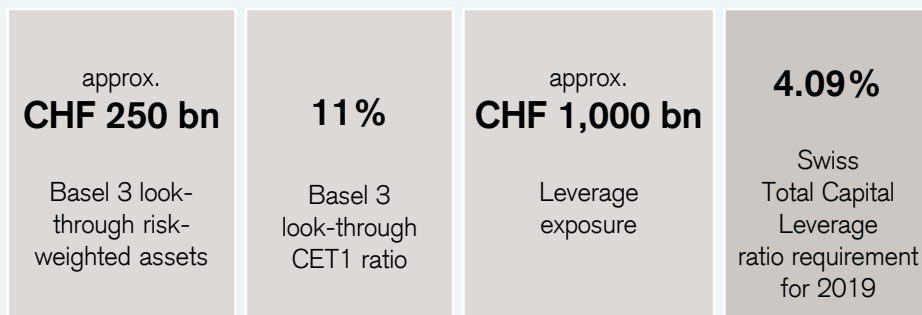 approx.
CHF 250 bn
Basel 3 look-
through risk-
weighted assets
11%
Basel 3
look-through
CET1 ratio
approx.
CHF 1,000 bn
Leverage
exposure
4.09%
Swiss
Total Capital
Leverage
ratio requirement
for 2019